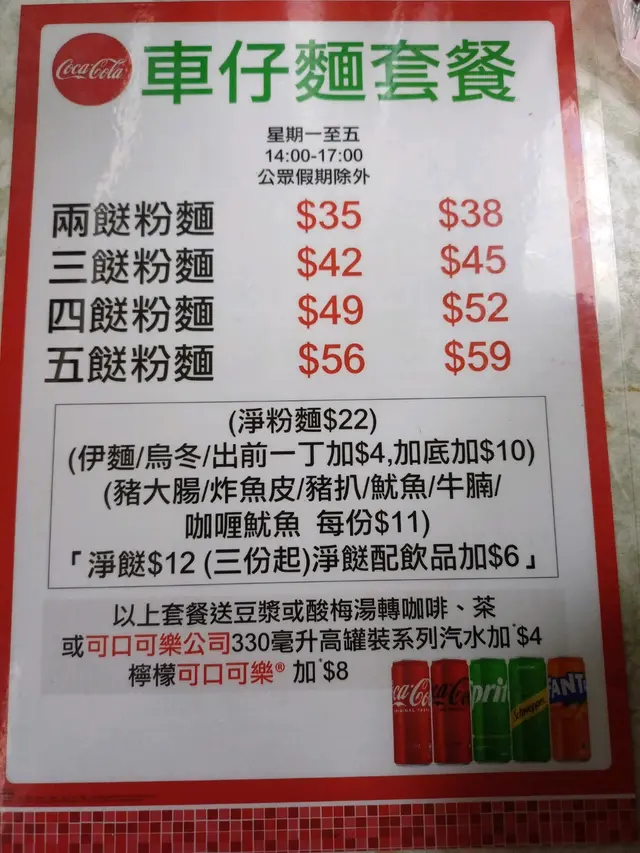 Coca-Cola 車仔麵套餐
星期一至五
14:00-17:00
公眾假期除外
兩餸粉麵 $35 $38
三餸粉麵 $42 $45
四餸粉麵 $49 $52
五餸粉麵 $56 $59
(淨粉麵$22)
(伊麵/烏冬/出前一丁加$4,加底加$10)
(豬大腸/炸魚皮/豬扒/魷魚/牛腩/
咖喱魷魚 每份$11)
「淨餸$12 (三份起)淨餸配飲品加$6」
以上套餐送豆漿或酸梅湯轉咖啡、茶
或可口可樂公司330毫升高罐裝系列汽水加*$4
檸檬可口可樂® 加*$8